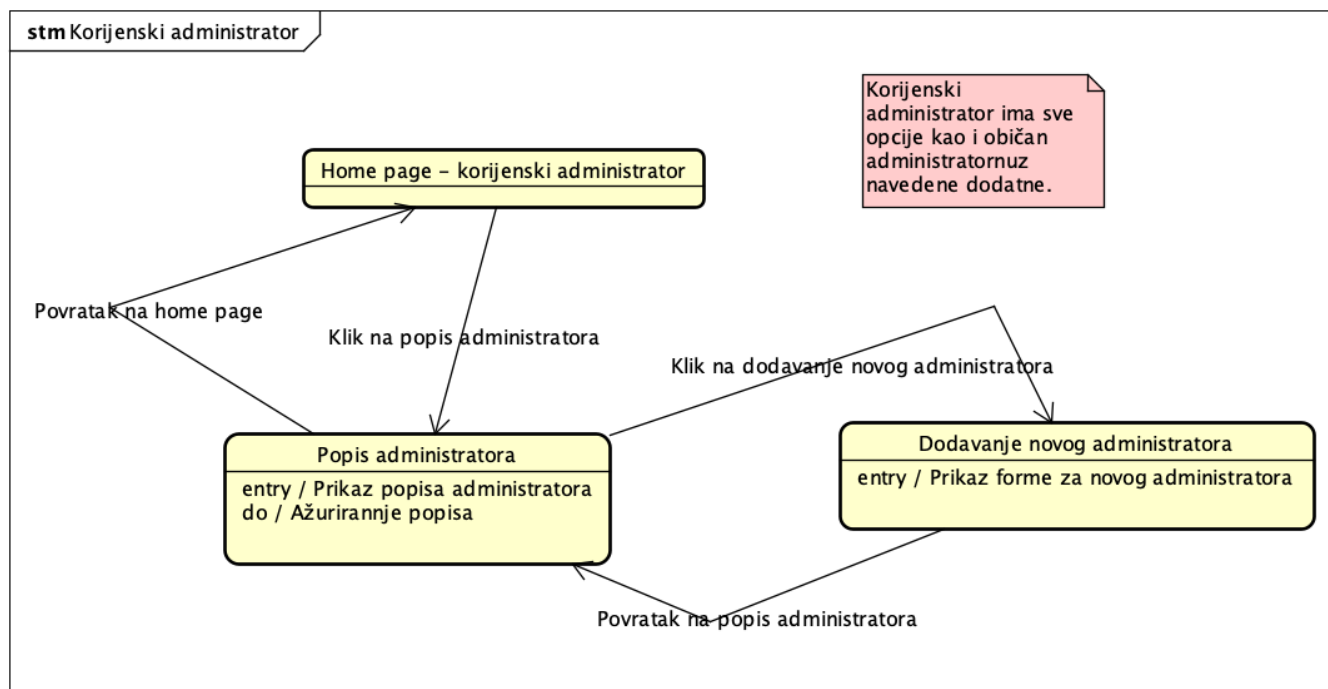 stm Korijenski administrator
Korijenski
administrator ima sve
opcije kao i običan
administratornuz
navedene dodatne.
Home page – korijenski administrator
Povratak na home page
Klik na popis administratora
Klik na dodavanje novog administratora
Popis administratora
entry / Prikaz popisa administratora
do / Ažurirannje popisa
Dodavanje novog administratora
entry / Prikaz forme za novog administratora
Povratak na popis administratora